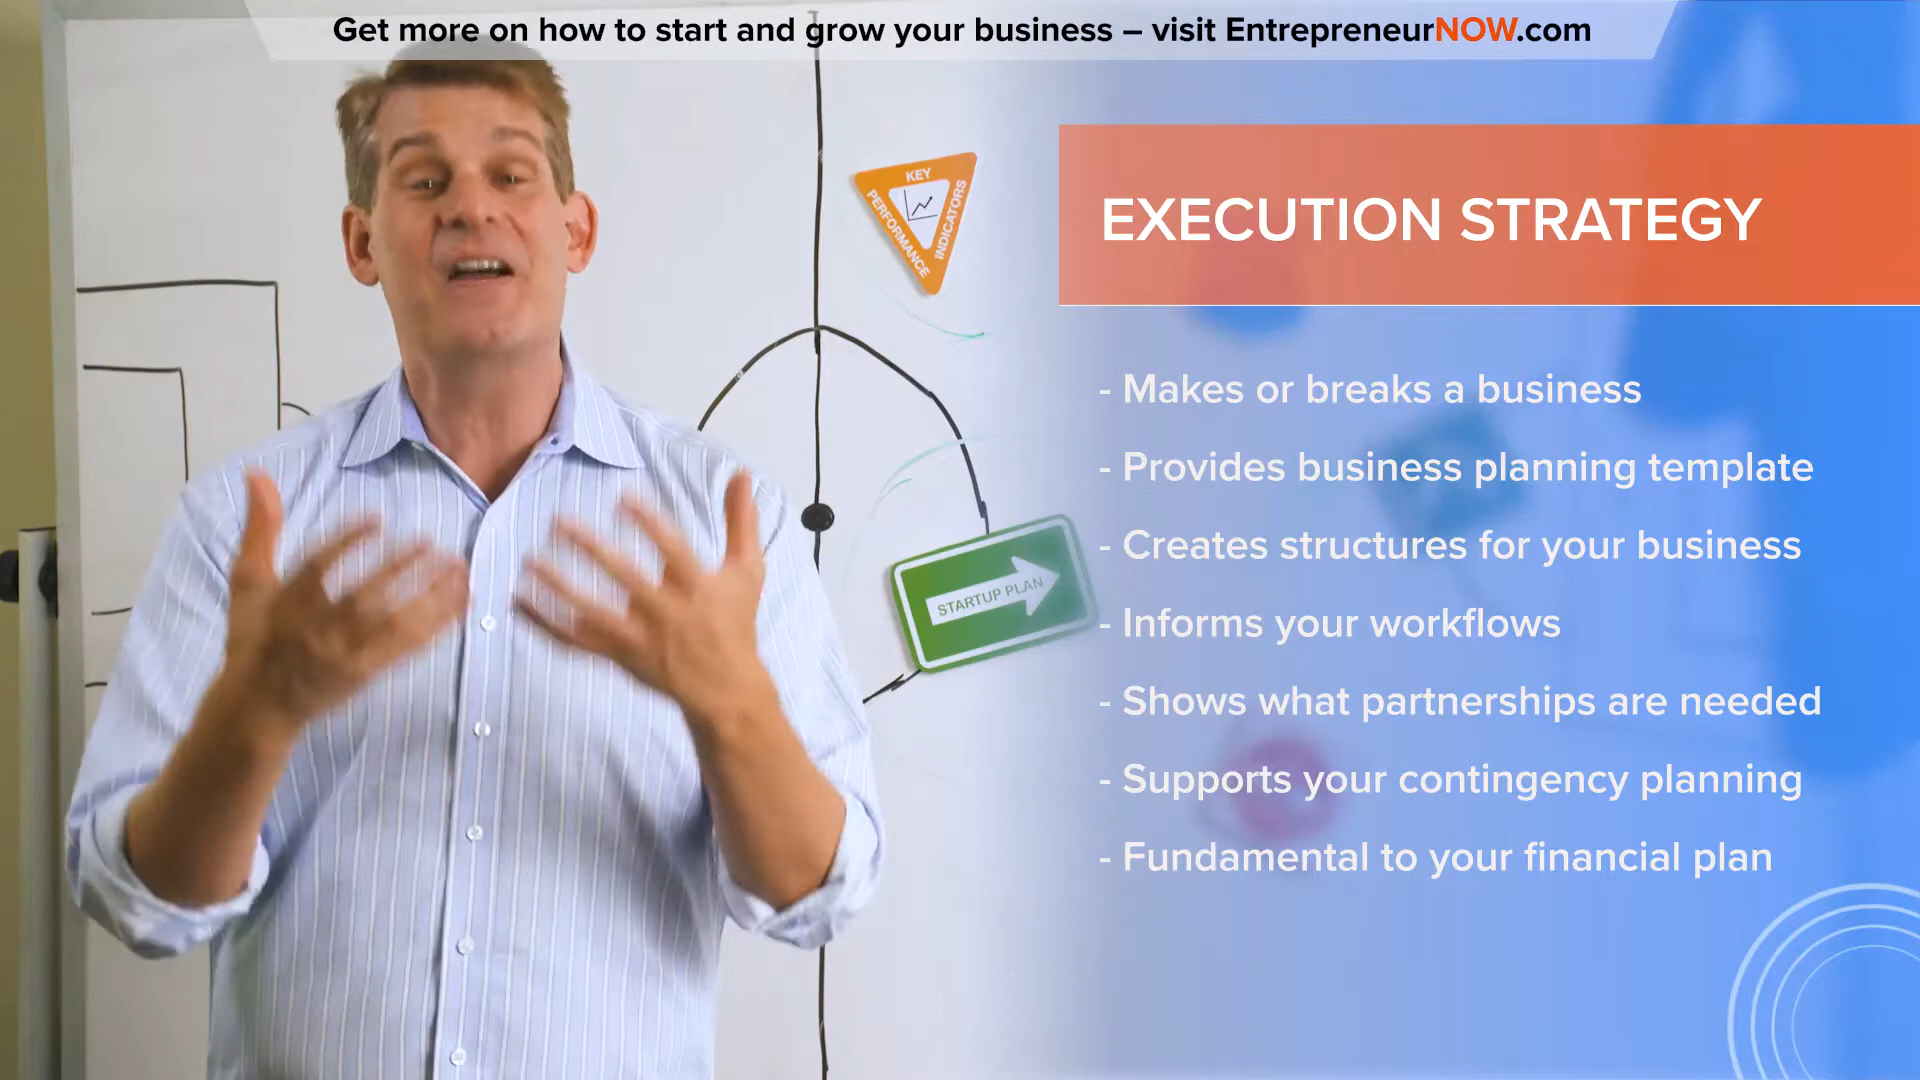 Get more on how to start and grow your business – visit EntrepreneurNOW.com
KEY
PERFORMANCE
INDICATORS
EXECUTION STRATEGY
- Makes or breaks a business
- Provides business planning template
- Creates structures for your business
- Informs your workflows
- Shows what partnerships are needed
- Supports your contingency planning
- Fundamental to your financial plan
STARTUP PLAN